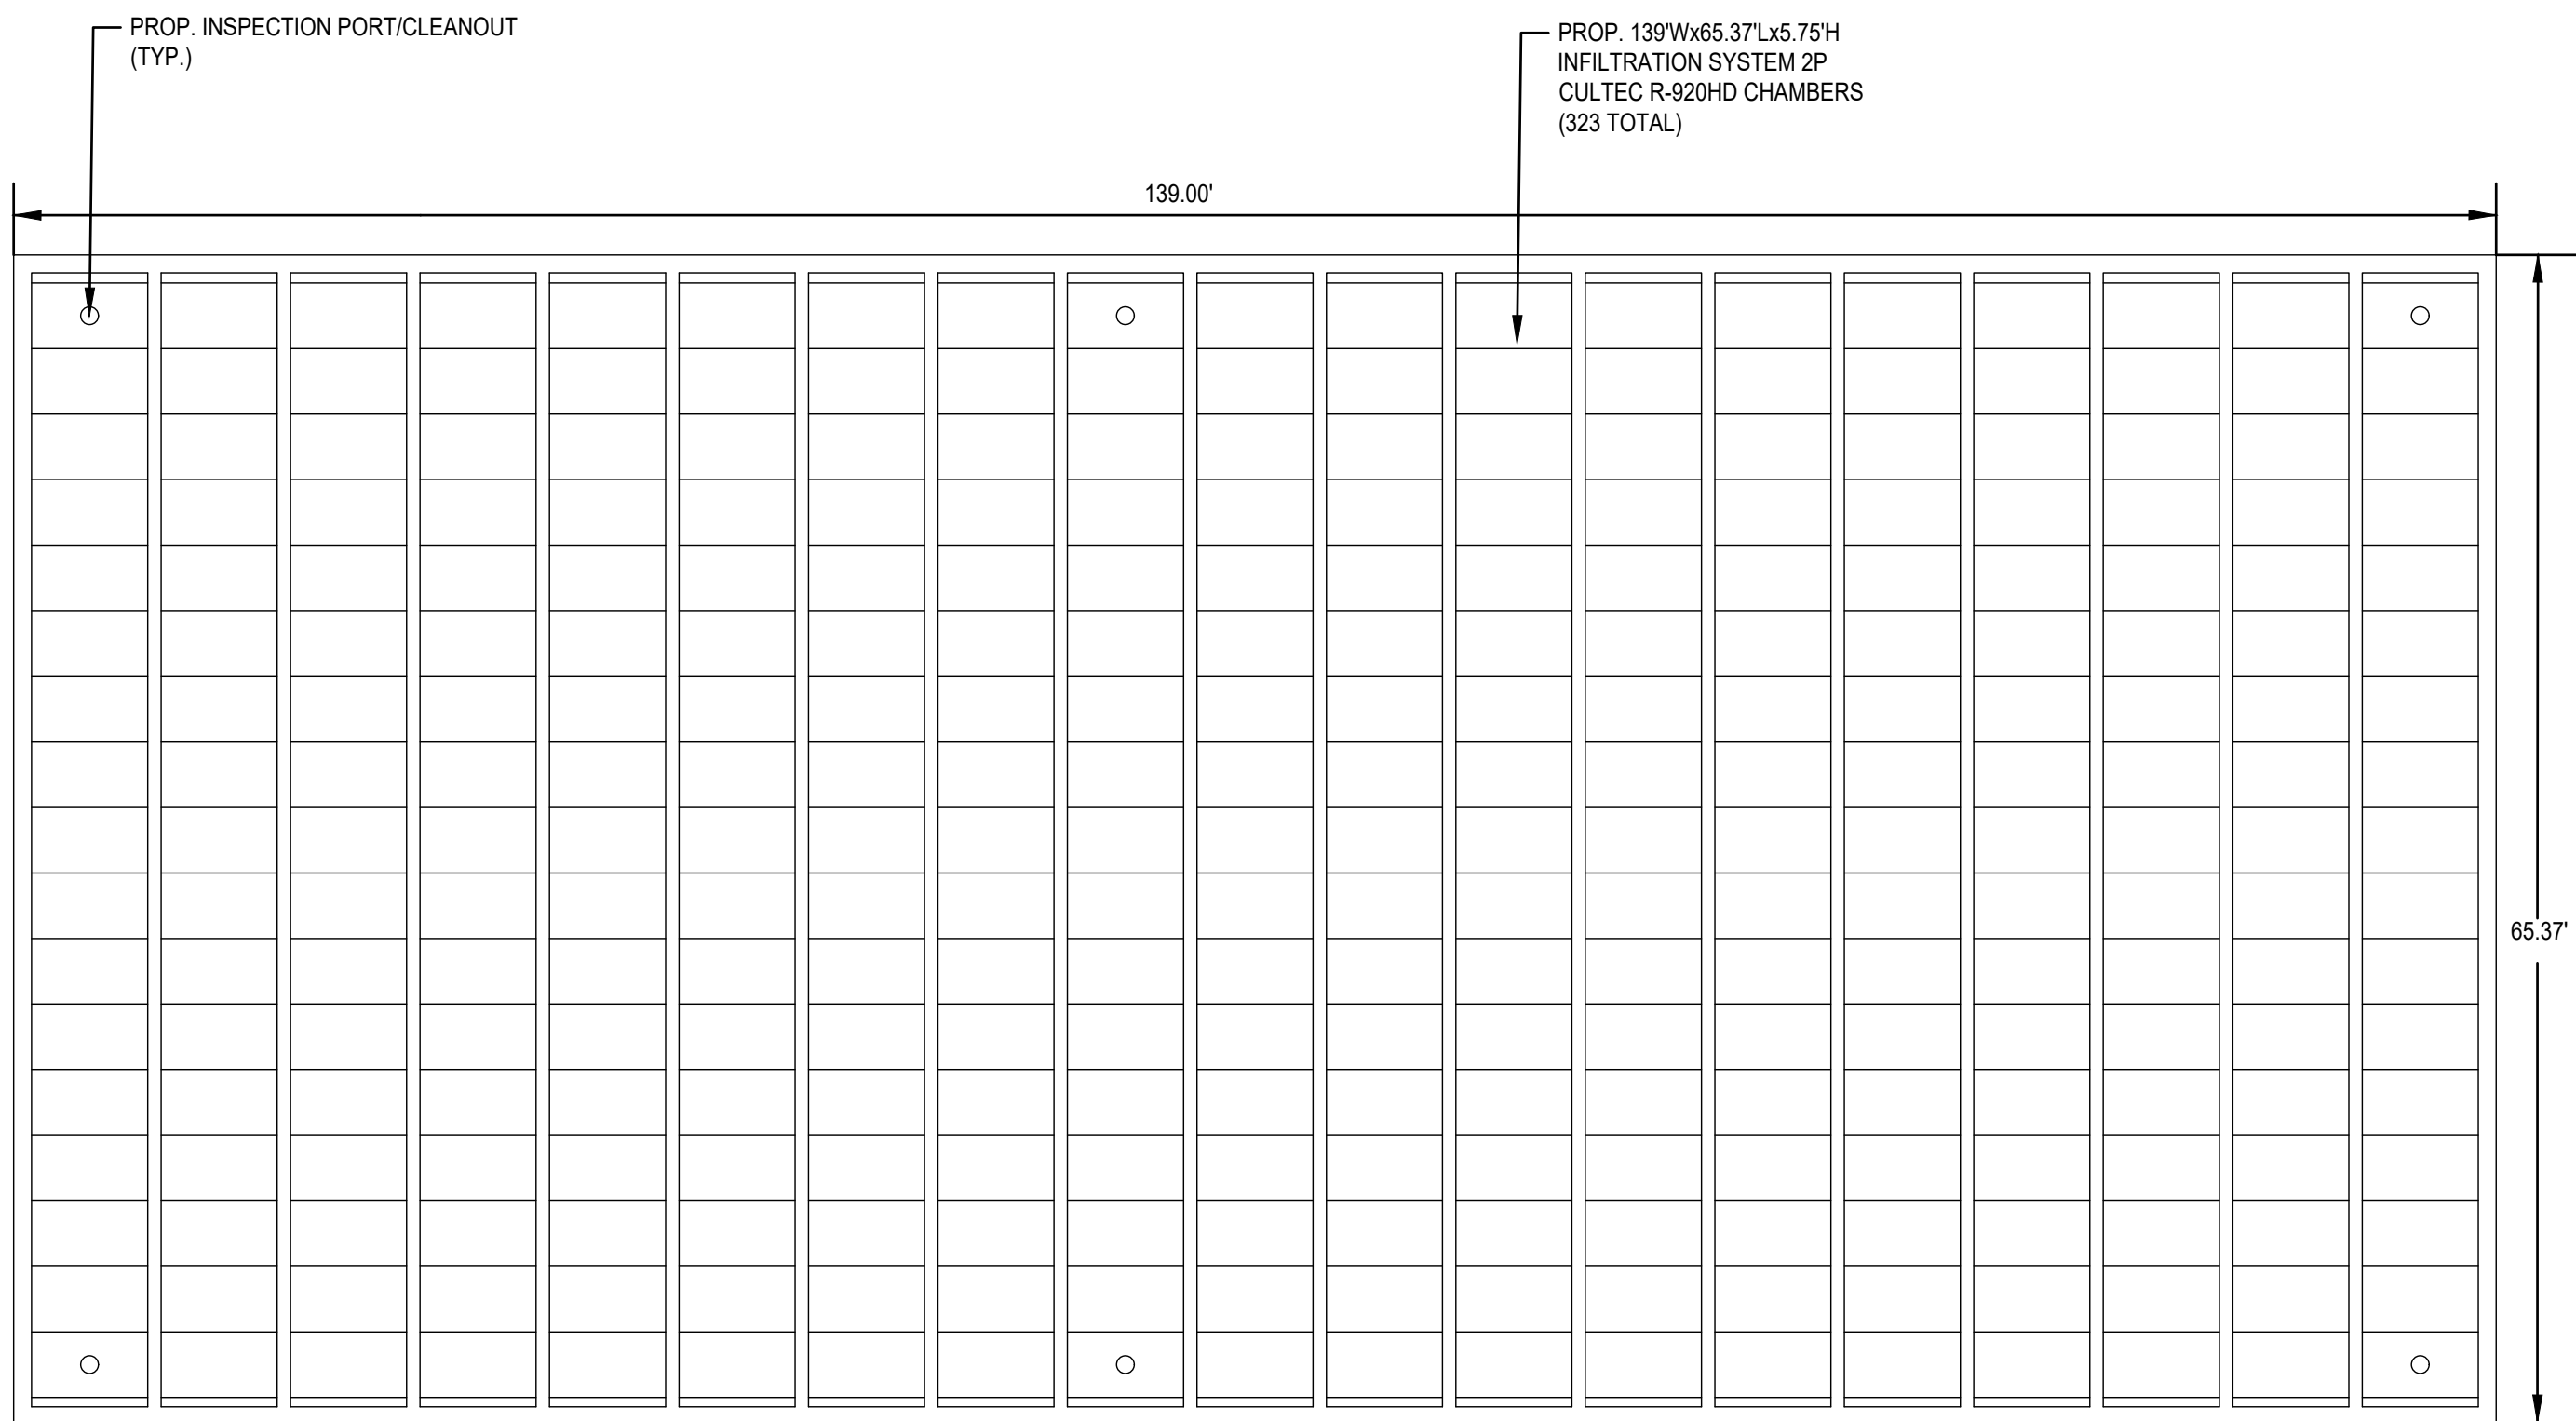 PROP. INSPECTION PORT/CLEANOUT
(TYP.)
PROP. 139'Wx65.37'Lx5.75'H
INFILTRATION SYSTEM 2P
CULTEC R-920HD CHAMBERS
(323 TOTAL)
139.00'
65.37'